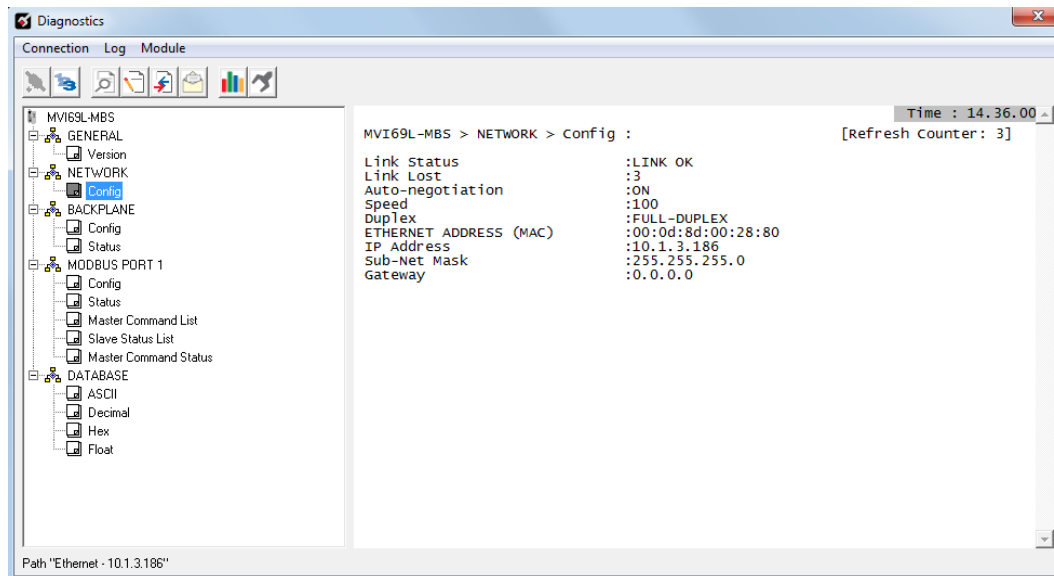 Diagnostics
Connection Log Module
MVI69L-MBS
GENERAL
Version
NETWORK
Config
BACKPLANE
Config
Status
MODBUS PORT 1
Config
Status
Master Command List
Slave Status List
Master Command Status
DATABASE
ASCII
Decimal
Hex
Float
Time : 14.36.00
MVI69L-MBS > NETWORK > Config : [Refresh Counter: 3]
Link Status :LINK OK
Link Lost :3
Auto-negotiation :ON
Speed :100
Duplex :FULL-DUPLEX
ETHERNET ADDRESS (MAC) :00:0d:8d:00:28:80
IP Address :10.1.3.186
Sub-Net Mask :255.255.255.0
Gateway :0.0.0.0
Path "Ethernet - 10.1.3.186"